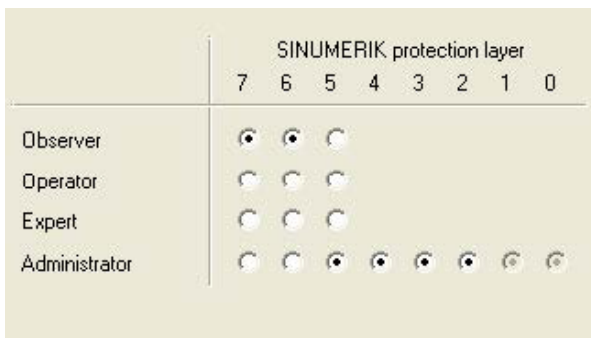 SINUMERIK protection layer
7 6 5 4 3 2 1 0
Observer
Operator
Expert
Administrator